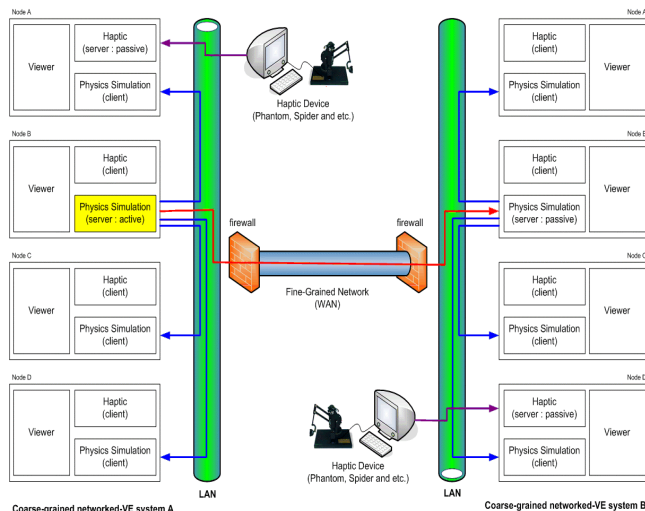 Node A
Viewer
Haptic
(server : passive)
Physics Simulation
(client)
Node B
Viewer
Haptic
(client)
Physics Simulation
(server : active)
Node C
Viewer
Haptic
(client)
Physics Simulation
(client)
Node D
Viewer
Haptic
(client)
Physics Simulation
(client)
Coarse-grained networked-VE system A
LAN
Haptic Device
(Phantom, Spider and etc.)
firewall
firewall
Fine-Grained Network
(WAN)
Haptic Device
(Phantom, Spider and etc.)
LAN
Node A
Haptic
(client)
Physics Simulation
(client)
Viewer
Node B
Haptic
(client)
Physics Simulation
(server : passive)
Viewer
Node C
Haptic
(client)
Physics Simulation
(client)
Viewer
Node D
Haptic
(server : passive)
Physics Simulation
(client)
Viewer
Coarse-grained networked-VE system B